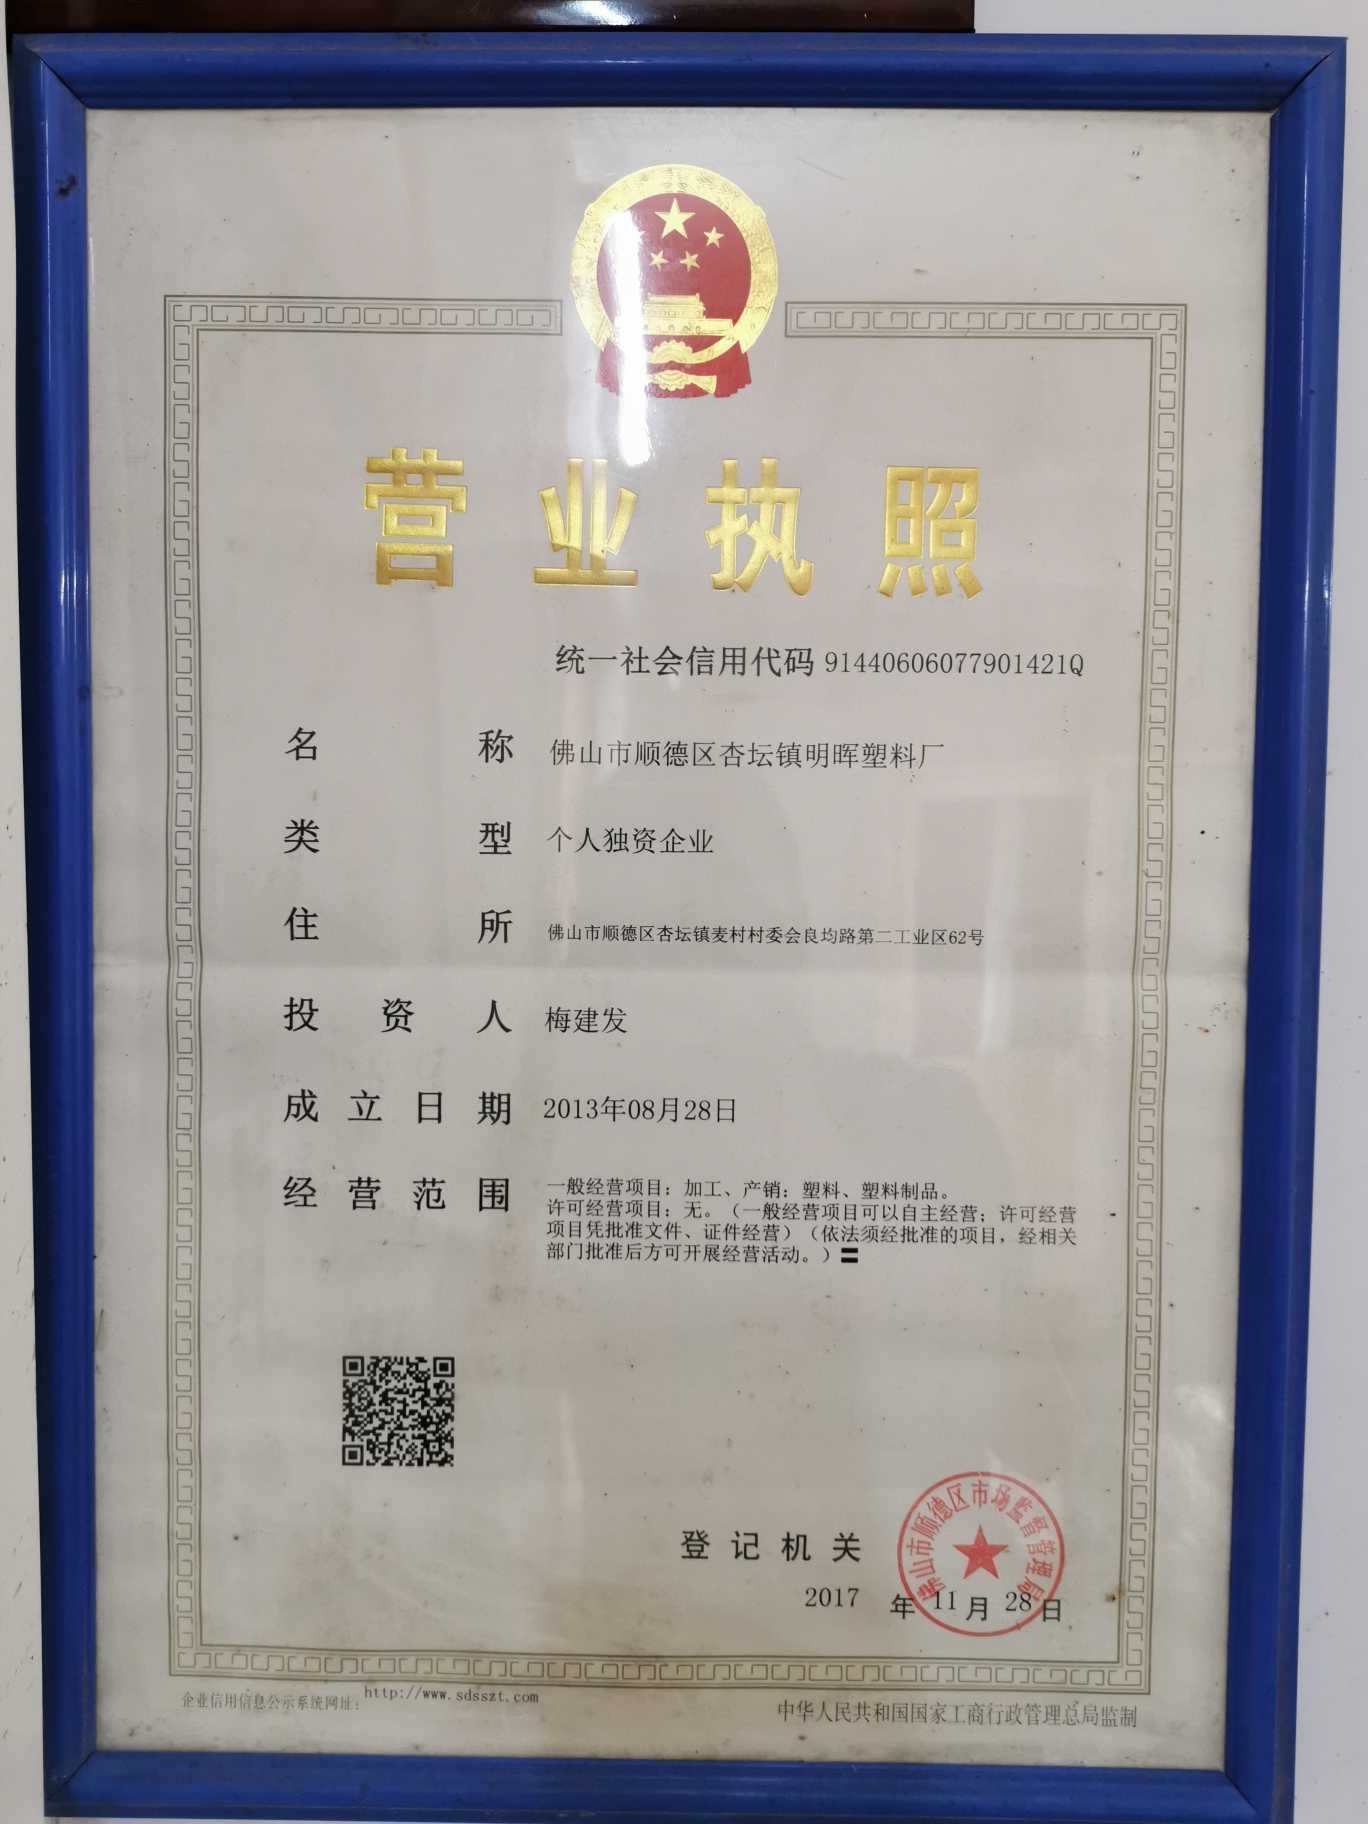 营业执照
统一社会信用代码 91440606077901421Q
名称 佛山市顺德区杏坛镇明晖塑料厂
类型 个人独资企业
住所 佛山市顺德区杏坛镇麦村村委会良均路第二工业区62号
投资人 梅建发
成立日期 2013年08月28日
经营范围 一般经营项目：加工、产销：塑料、塑料制品。
许可经营项目：无。（一般经营项目可以自主经营；许可经营
项目凭批准文件、证件经营）（依法须经批准的项目，经相关
部门批准后方可开展经营活动。）〓
佛山市顺德区市场监督管理局
登记机关
2017 年 11 月 28 日
企业信用信息公示系统网址：http://www.sdsszt.com
中华人民共和国国家工商行政管理总局监制